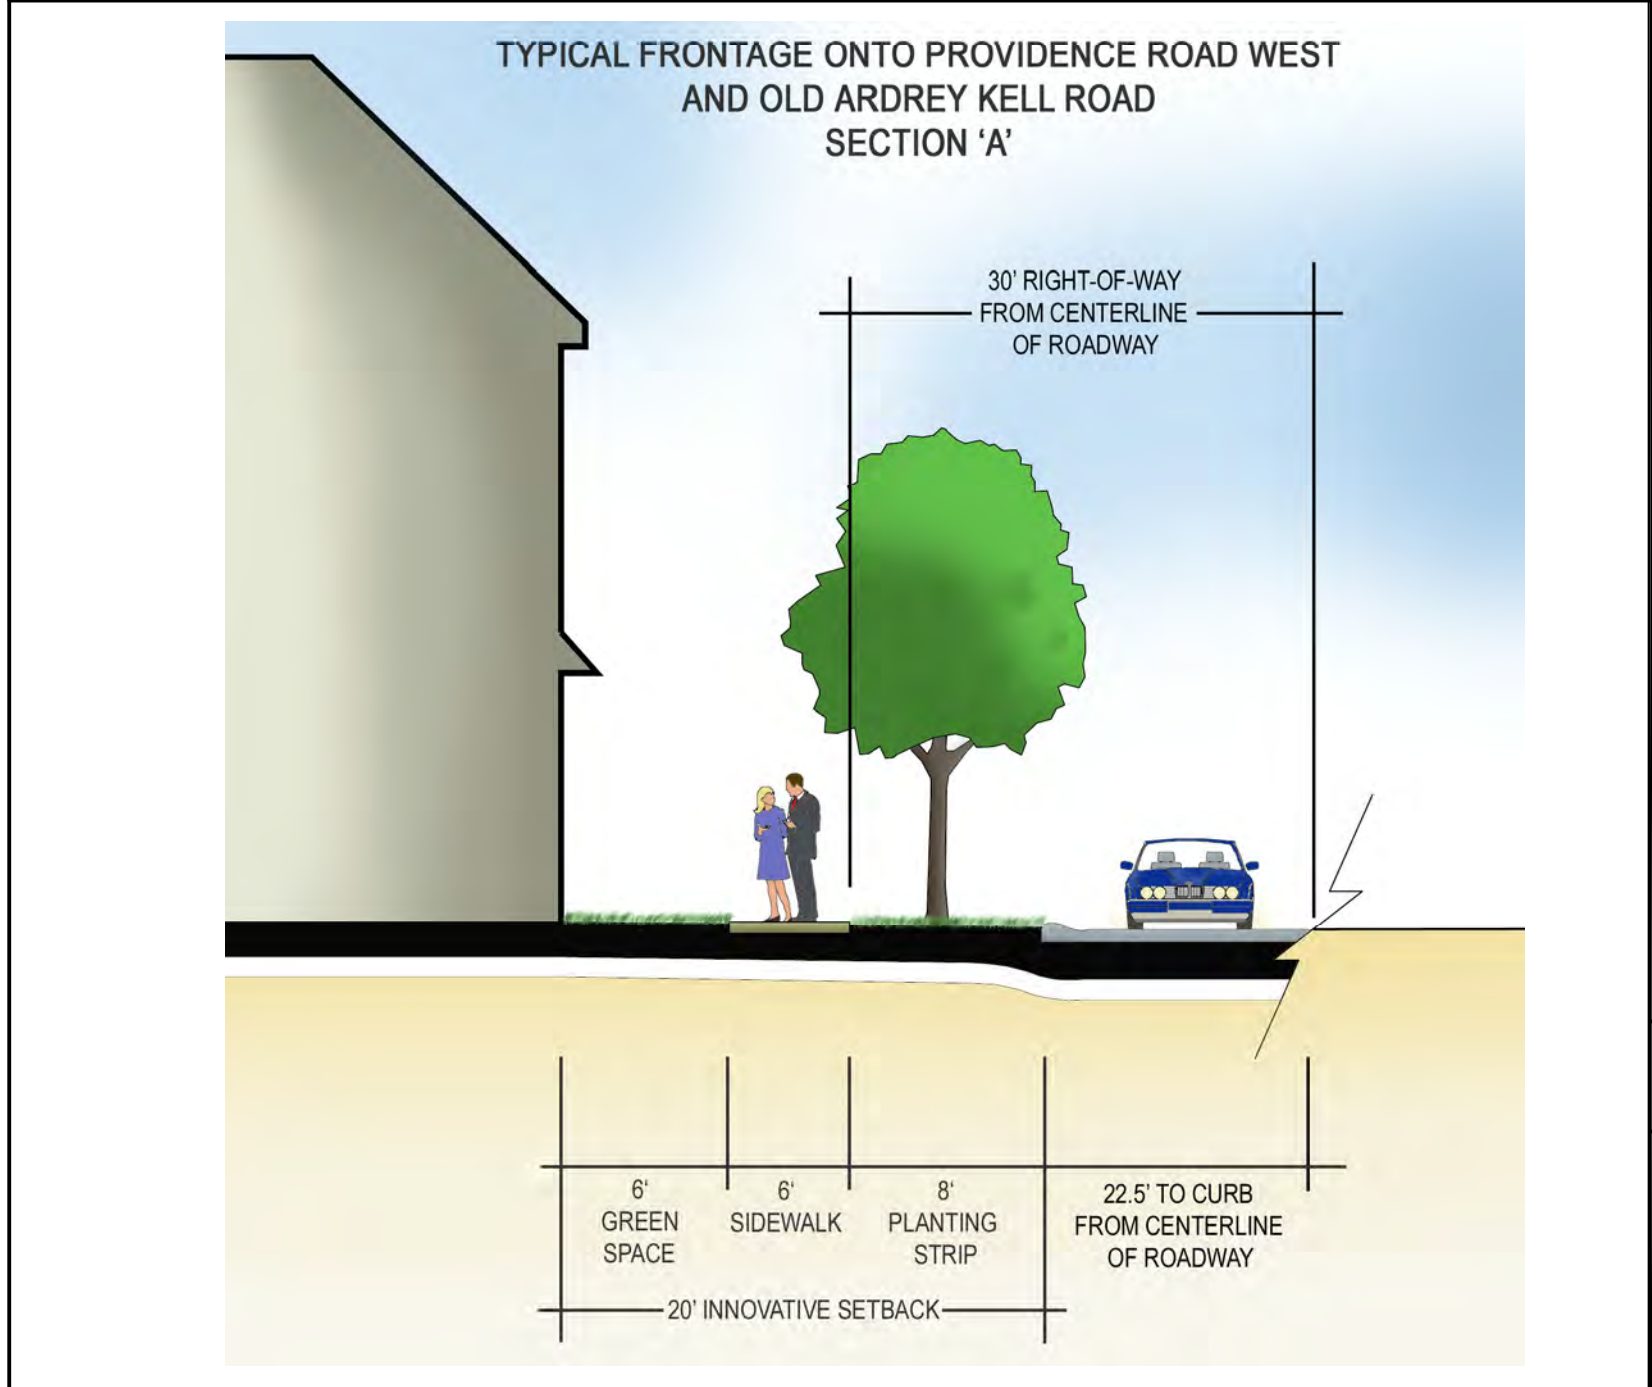 TYPICAL FRONTAGE ONTO PROVIDENCE ROAD WEST
AND OLD ARDREY KELL ROAD
SECTION ‘A’
30’ RIGHT-OF-WAY
FROM CENTERLINE
OF ROADWAY
6‘
GREEN
SPACE
6‘
SIDEWALK
8‘
PLANTING
STRIP
22.5’ TO CURB
FROM CENTERLINE
OF ROADWAY
20’ INNOVATIVE SETBACK